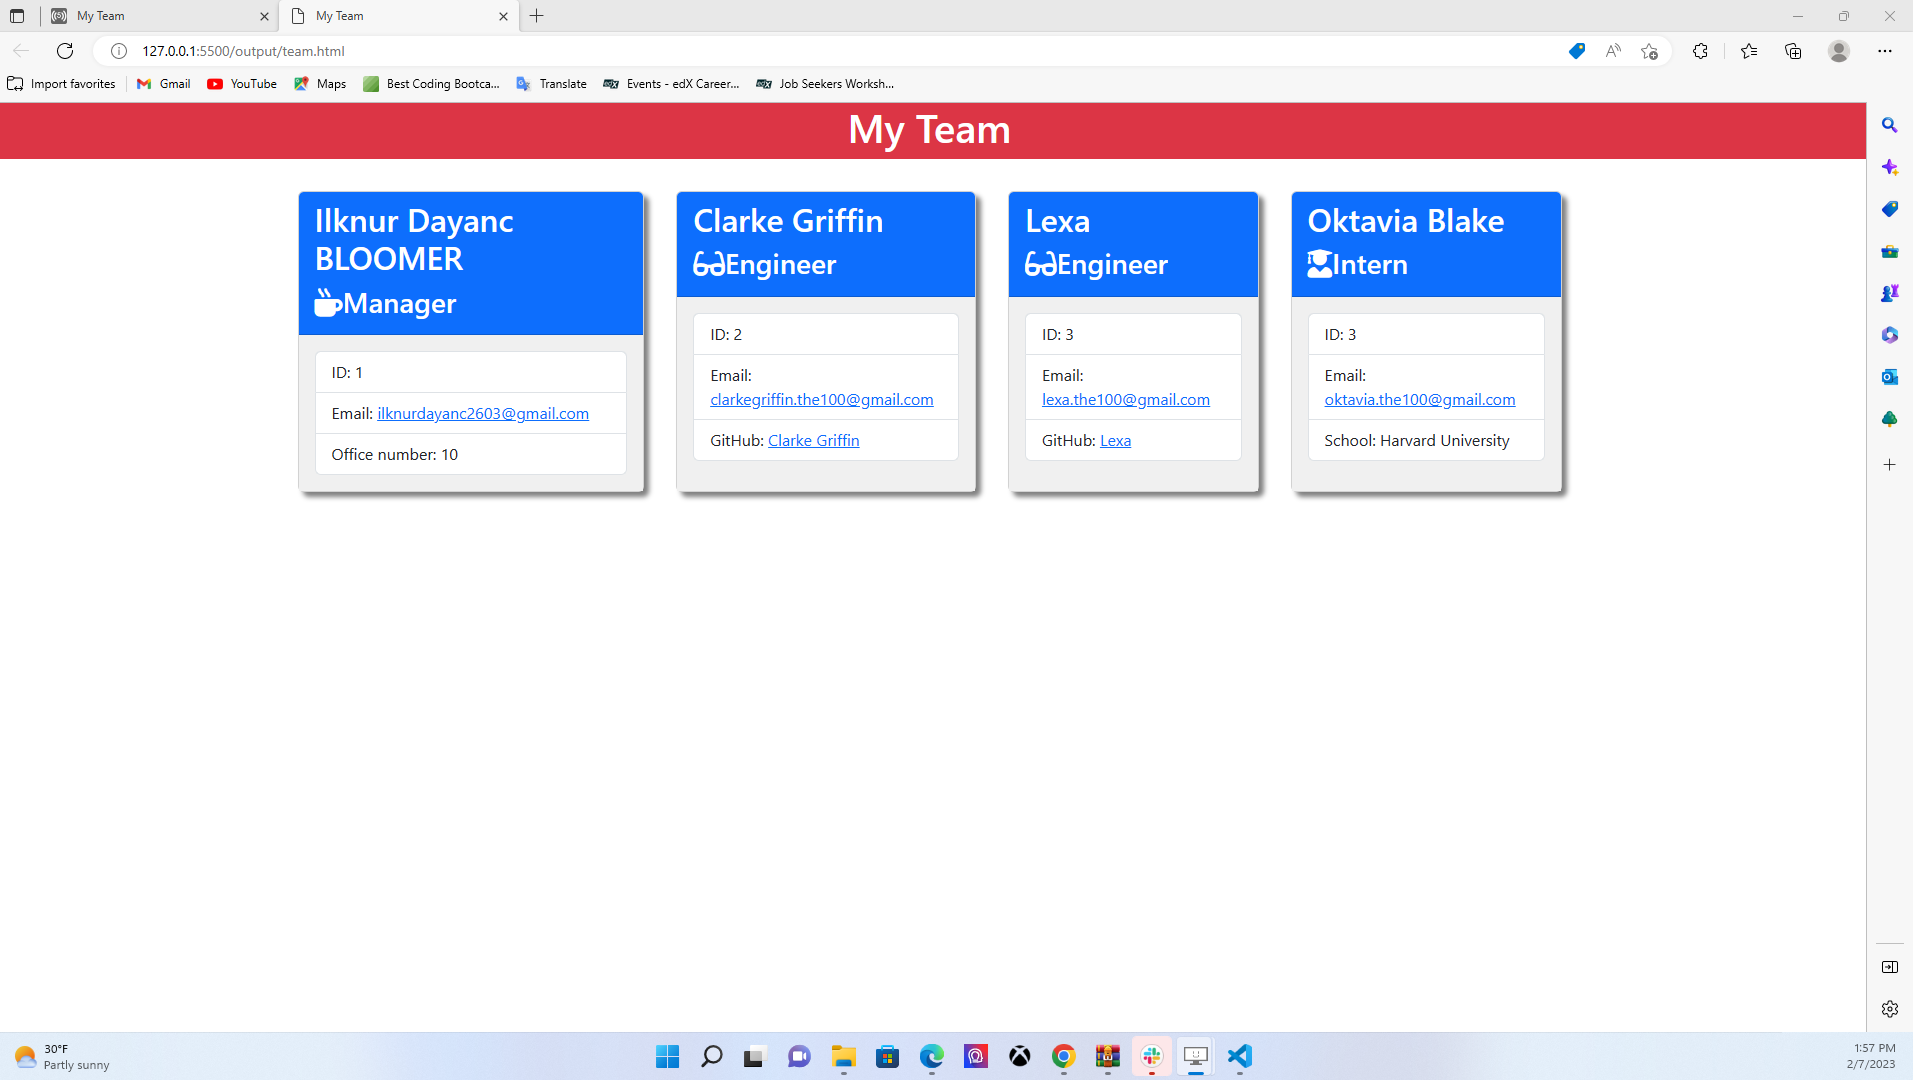 My Team
My Team
127.0.0.1:5500/output/team.html
Import favorites
Gmail
YouTube
Maps
Best Coding Bootca...
Translate
Events - edX Career...
Job Seekers Worksh...
My Team
Ilknur Dayanc
BLOOMER
Manager
ID: 1
Email: ilknurdayanc2603@gmail.com
Office number: 10
Clarke Griffin
Engineer
ID: 2
Email:
clarkegriffin.the100@gmail.com
GitHub: Clarke Griffin
Lexa
Engineer
ID: 3
Email:
lexa.the100@gmail.com
GitHub: Lexa
Oktavia Blake
Intern
ID: 3
Email:
oktavia.the100@gmail.com
School: Harvard University
30°F
Partly sunny
1:57 PM
2/7/2023